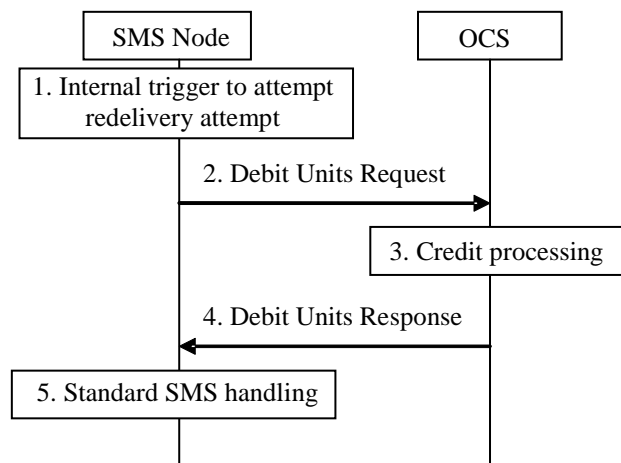 SMS Node
OCS
1. Internal trigger to attempt
redelivery attempt
2. Debit Units Request
3. Credit processing
4. Debit Units Response
5. Standard SMS handling